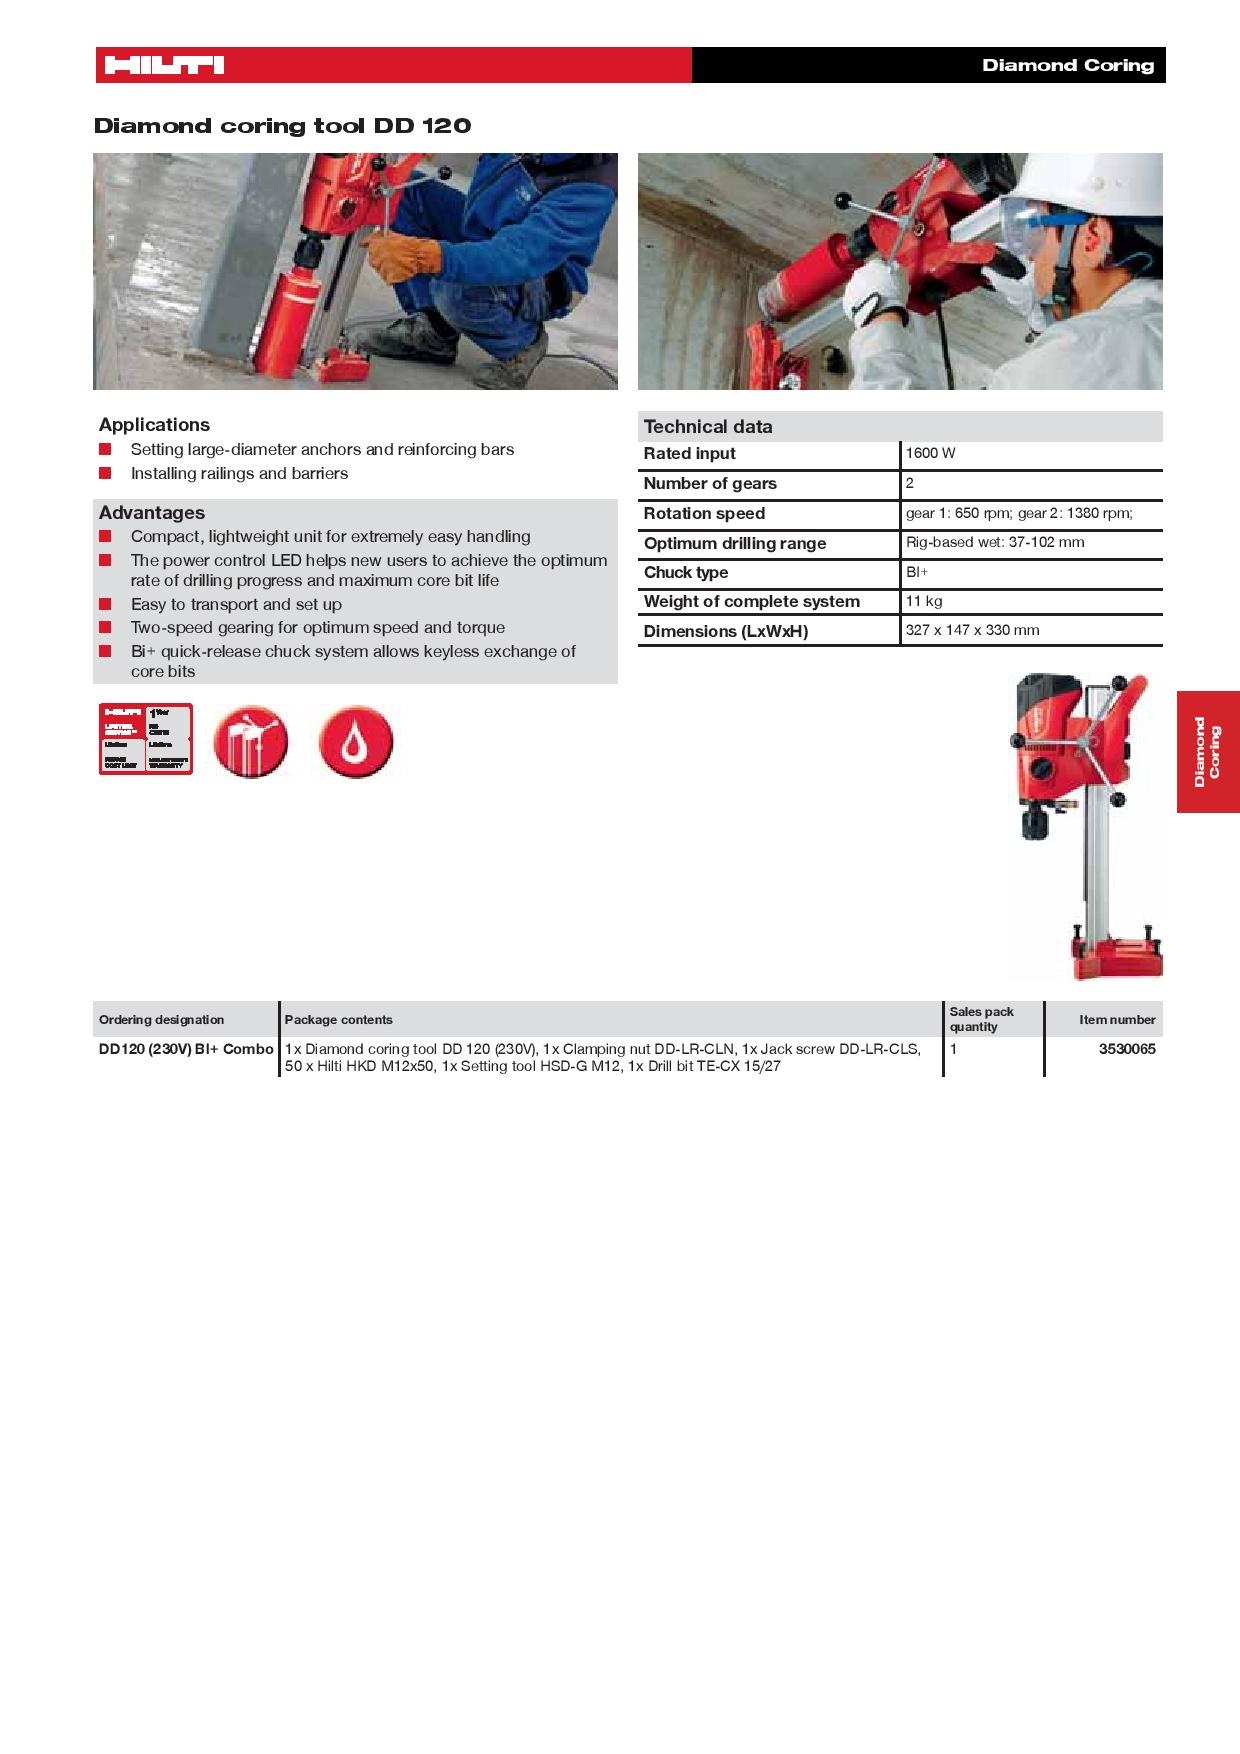 HILTI
Diamond Coring
Diamond coring tool DD 120
Applications
Setting large-diameter anchors and reinforcing bars
Installing railings and barriers
Advantages
Compact, lightweight unit for extremely easy handling
The power control LED helps new users to achieve the optimum
rate of drilling progress and maximum core bit life
Easy to transport and set up
Two-speed gearing for optimum speed and torque
Bi+ quick-release chuck system allows keyless exchange of
core bits
Technical data
Rated input 1600 W
Number of gears 2
Rotation speed gear 1: 650 rpm; gear 2: 1380 rpm;
Optimum drilling range Rig-based wet: 37-102 mm
Chuck type BI+
Weight of complete system 11 kg
Dimensions (LxWxH) 327 x 147 x 330 mm
HILTI
1 Year
Diamond
Coring
Ordering designation Package contents Sales pack quantity Item number
DD120 (230V) BI+ Combo 1x Diamond coring tool DD 120 (230V), 1x Clamping nut DD-LR-CLN, 1x Jack screw DD-LR-CLS, 1 3530065
50 x Hilti HKD M12x50, 1x Setting tool HSD-G M12, 1x Drill bit TE-CX 15/27